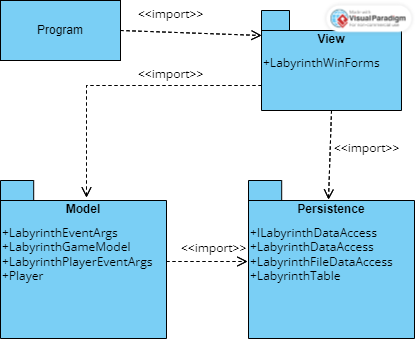 <<import>>
Made with
Visual Paradigm
For non-commercial use
Program
View
+LabyrinthWinForms
<<import>>
<<import>>
Model
+LabyrinthEventArgs
+LabyrinthGameModel
+LabyrinthPlayerEventArgs
+Player
<<import>>
Persistence
+ILabyrinthDataAccess
+LabyrinthDataAccess
+LabyrinthFileDataAccess
+LabyrinthTable